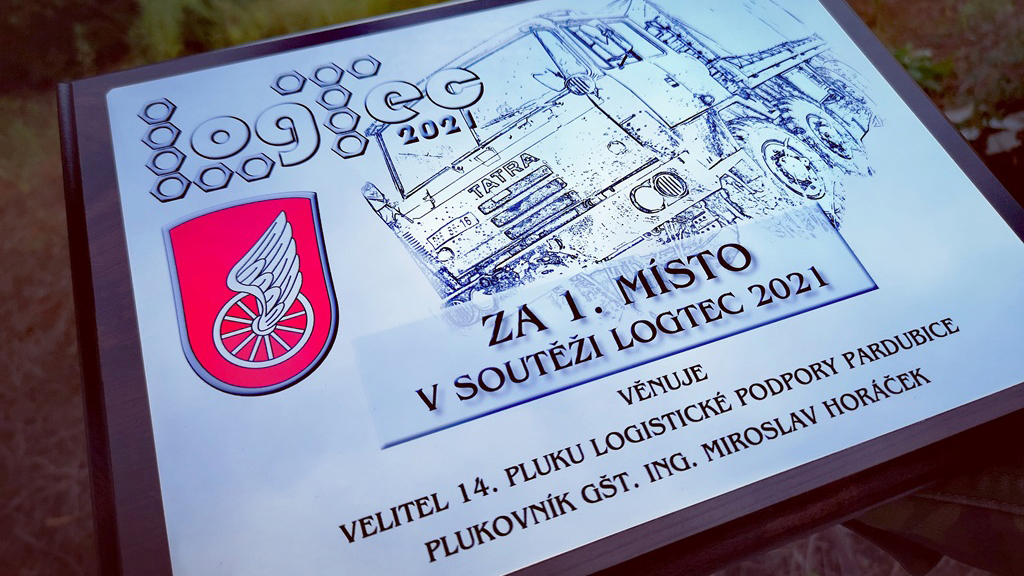 logtec
2021
TATRA
ZA 1. MÍSTO
V SOUTĚŽI LOGTEC 2021
VĚNUJE
VELITEL 14. PLUKU LOGISTICKÉ PODPORY PARDUBICE
PLUKOVNÍK GŠT. ING. MIROSLAV HORÁČEK